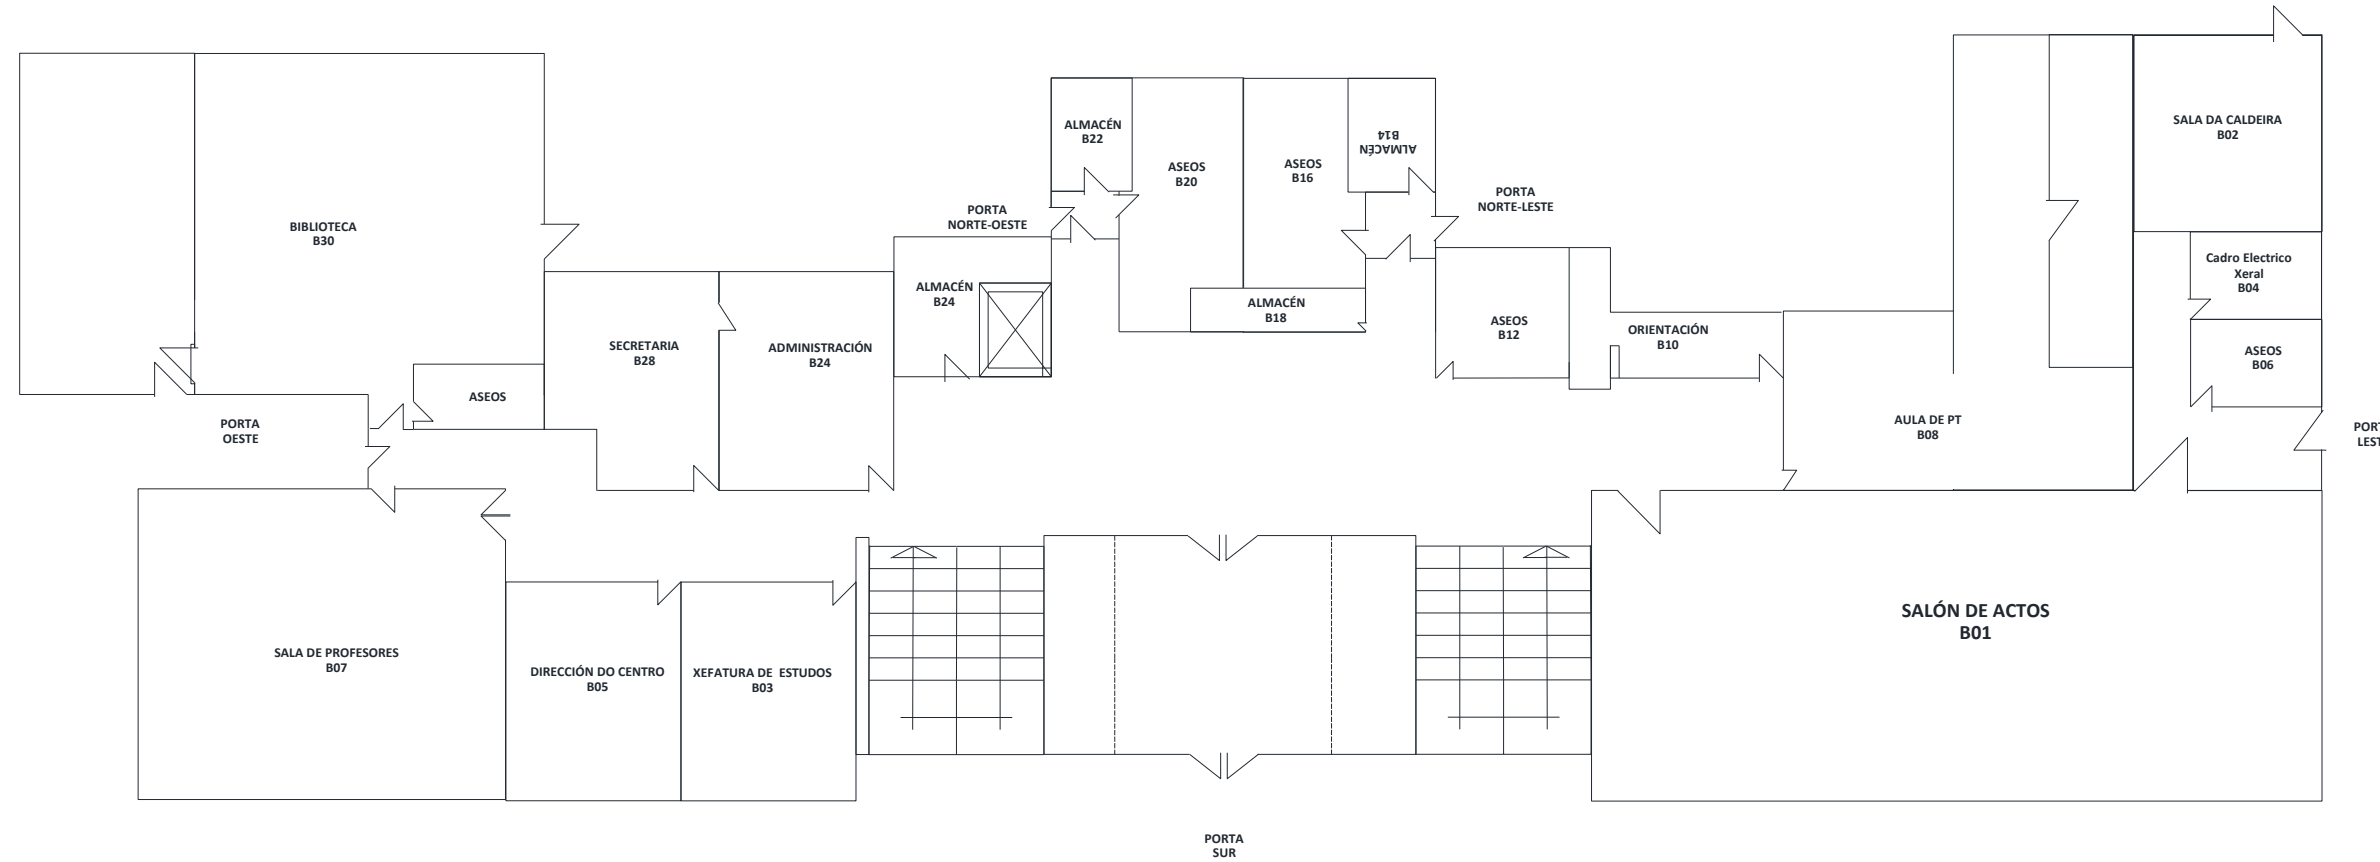 SALA DA CALDEIRA
B02
ALMACÉN
B22
ALMACÉN
B14
ASEOS
B20
ASEOS
B16
PORTA
NORTE-LESTE
PORTA
NORTE-OESTE
BIBLIOTECA
B30
Cadro Electrico
Xeral
B04
ALMACÉN
B24
ALMACÉN
B18
ASEOS
B12
ORIENTACIÓN
B10
SECRETARIA
B28
ADMINISTRACIÓN
B24
ASEOS
B06
ASEOS
PORTA
OESTE
AULA DE PT
B08
PORT
LEST
SALÓN DE ACTOS
B01
SALA DE PROFESORES
B07
DIRECCIÓN DO CENTRO
B05
XEFATURA DE  ESTUDOS
B03
PORTA
SUR